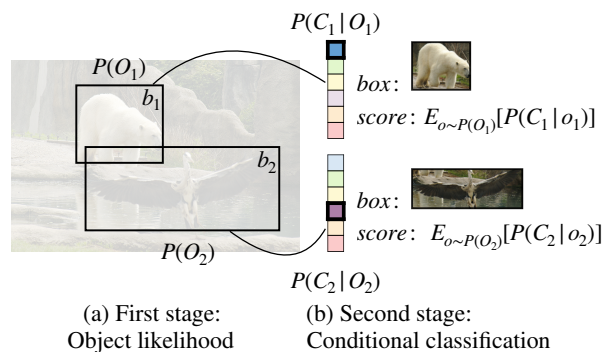 P(C₁|O₁)
P(O₁)
b₁
box:
score: E_{o∼P(O₁)}[P(C₁|o₁)]
b₂
box:
score: E_{o∼P(O₂)}[P(C₂|o₂)]
P(O₂)
P(C₂|O₂)
(a) First stage:
Object likelihood
(b) Second stage:
Conditional classification